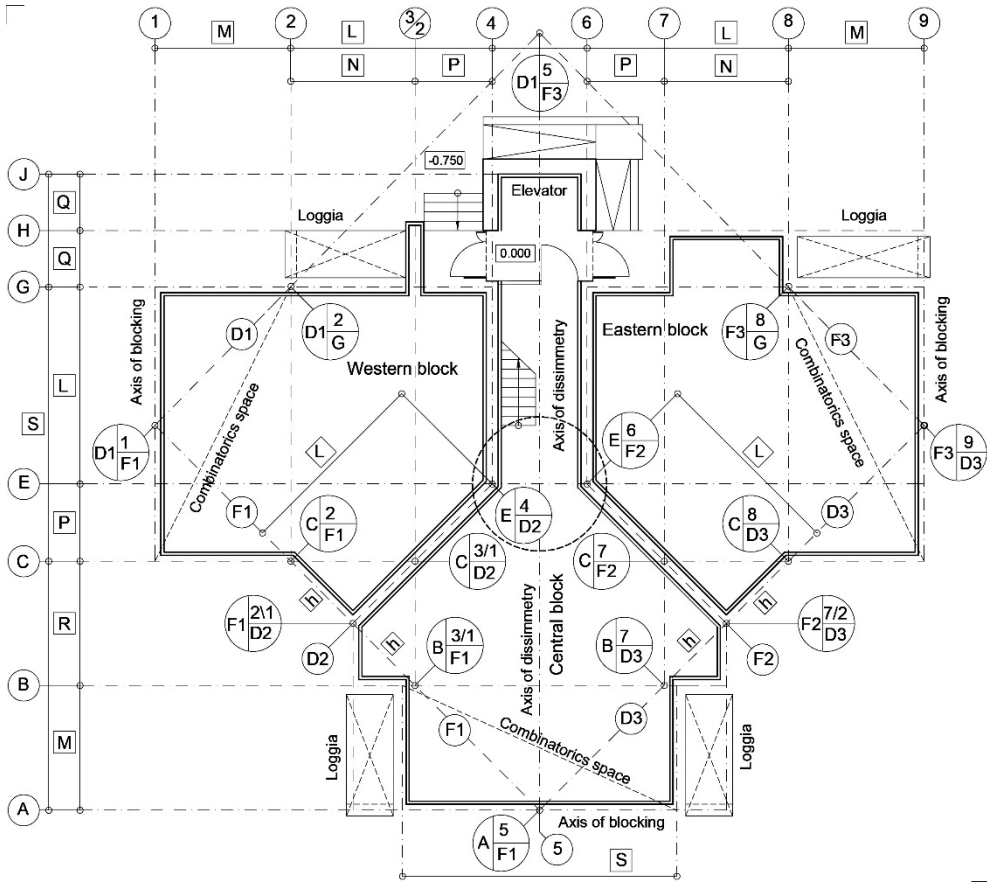 1 M 2 L 3/2 4 6 7 L 8 M 9
N P P N
D1 5 F3
J
-0.750
Elevator
Q
Loggia
Loggia
H
0.000
Q
G
Axis of blocking
D1
D1 2 G
Western block
Axis of dissimetry
Eastern block
F3 8 G
F3
Combinatorics space
Axis of blocking
L
Combinatorics space
S
D1 1 F1
L
E 6 F2
L
F3 9 D3
E
F1
C 2 F1
E 4 D2
C 8 D3
D3
P
C
C 3/1 D2
C 7 F2
h
h
R
F1 2\1 D2
D2
h
B 3/1 F1
Axis of dissimmetry
Central block
B 7 D3
h
F2
F2 7/2 D3
B
M
Loggia
F1
Combinatorics space
D3
Loggia
A
A 5 F1
5
Axis of blocking
S